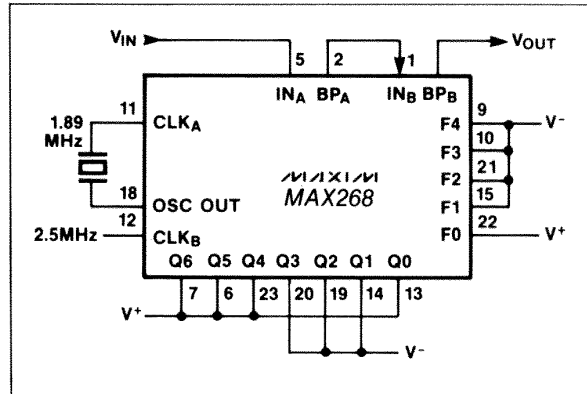 VIN
VOUT
5 2 1
INA BPA INB BPB
11 CLKA
1.89 MHz
18 OSC OUT
12 CLKB
2.5MHz
MAXIM
MAX268
F4 9 V-
F3 10
F2 21
F1 15
F0 22 V+
Q6 Q5 Q4 Q3 Q2 Q1 Q0
7 6 23 20 19 14 13
V+
V-